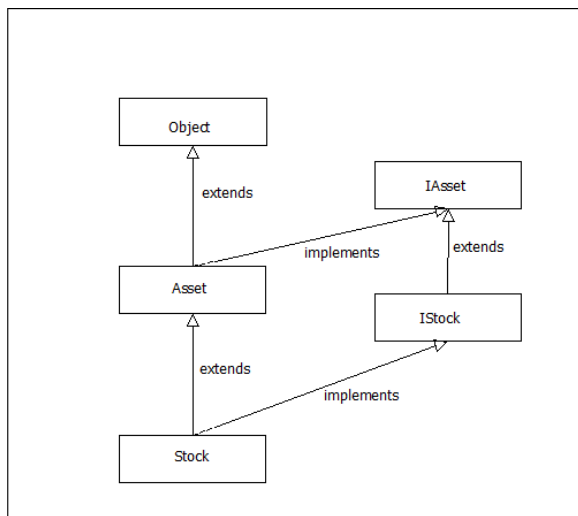 Object
extends
IAsset
implements
extends
Asset
IStock
extends
implements
Stock